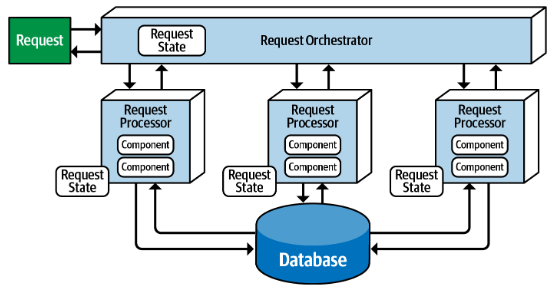 Request
Request
State
Request Orchestrator
Request
Processor
Component
Component
Request
State
Request
Processor
Component
Component
Request
State
Request
Processor
Component
Component
Request
State
Database